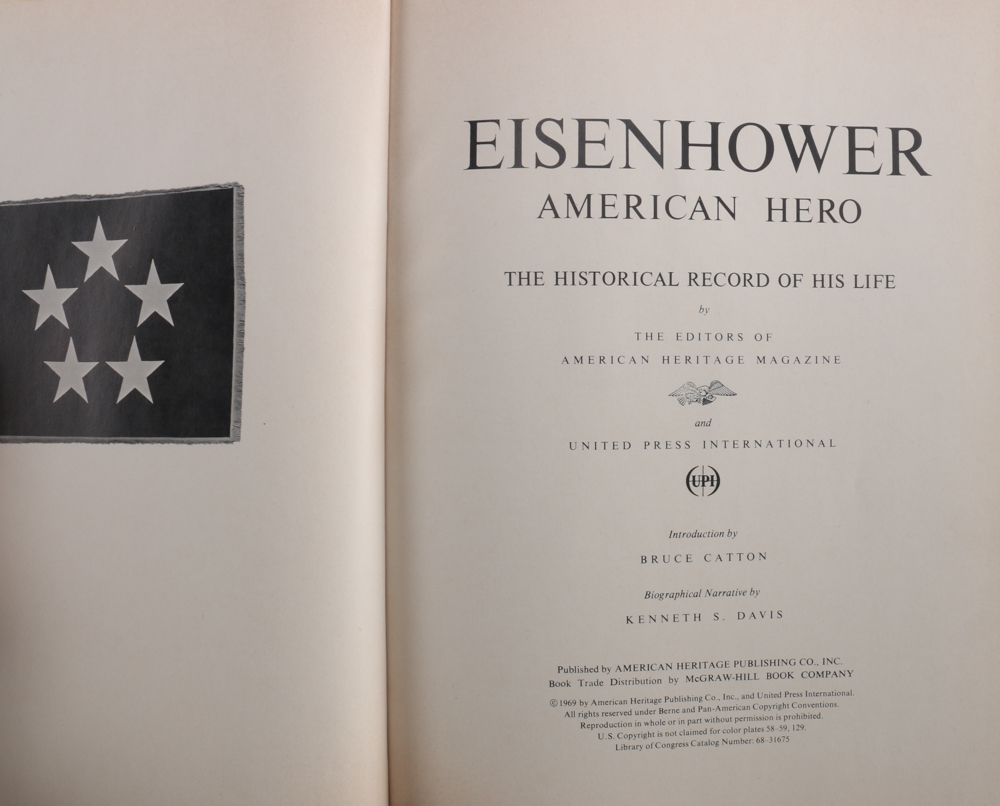 EISENHOWER
AMERICAN HERO
THE HISTORICAL RECORD OF HIS LIFE
by
THE EDITORS OF
AMERICAN HERITAGE MAGAZINE
and
UNITED PRESS INTERNATIONAL
UPI
Introduction by
BRUCE CATTON
Biographical Narrative by
KENNETH S. DAVIS
Published by AMERICAN HERITAGE PUBLISHING CO., INC.
Book Trade Distribution by McGRAW-HILL BOOK COMPANY
© 1969 by American Heritage Publishing Co., Inc., and United Press International.
All rights reserved under Berne and Pan-American Copyright Conventions.
Reproduction in whole or in part without permission is prohibited.
U.S. Copyright is not claimed for color plates 58–59, 129.
Library of Congress Catalog Number: 68–31675